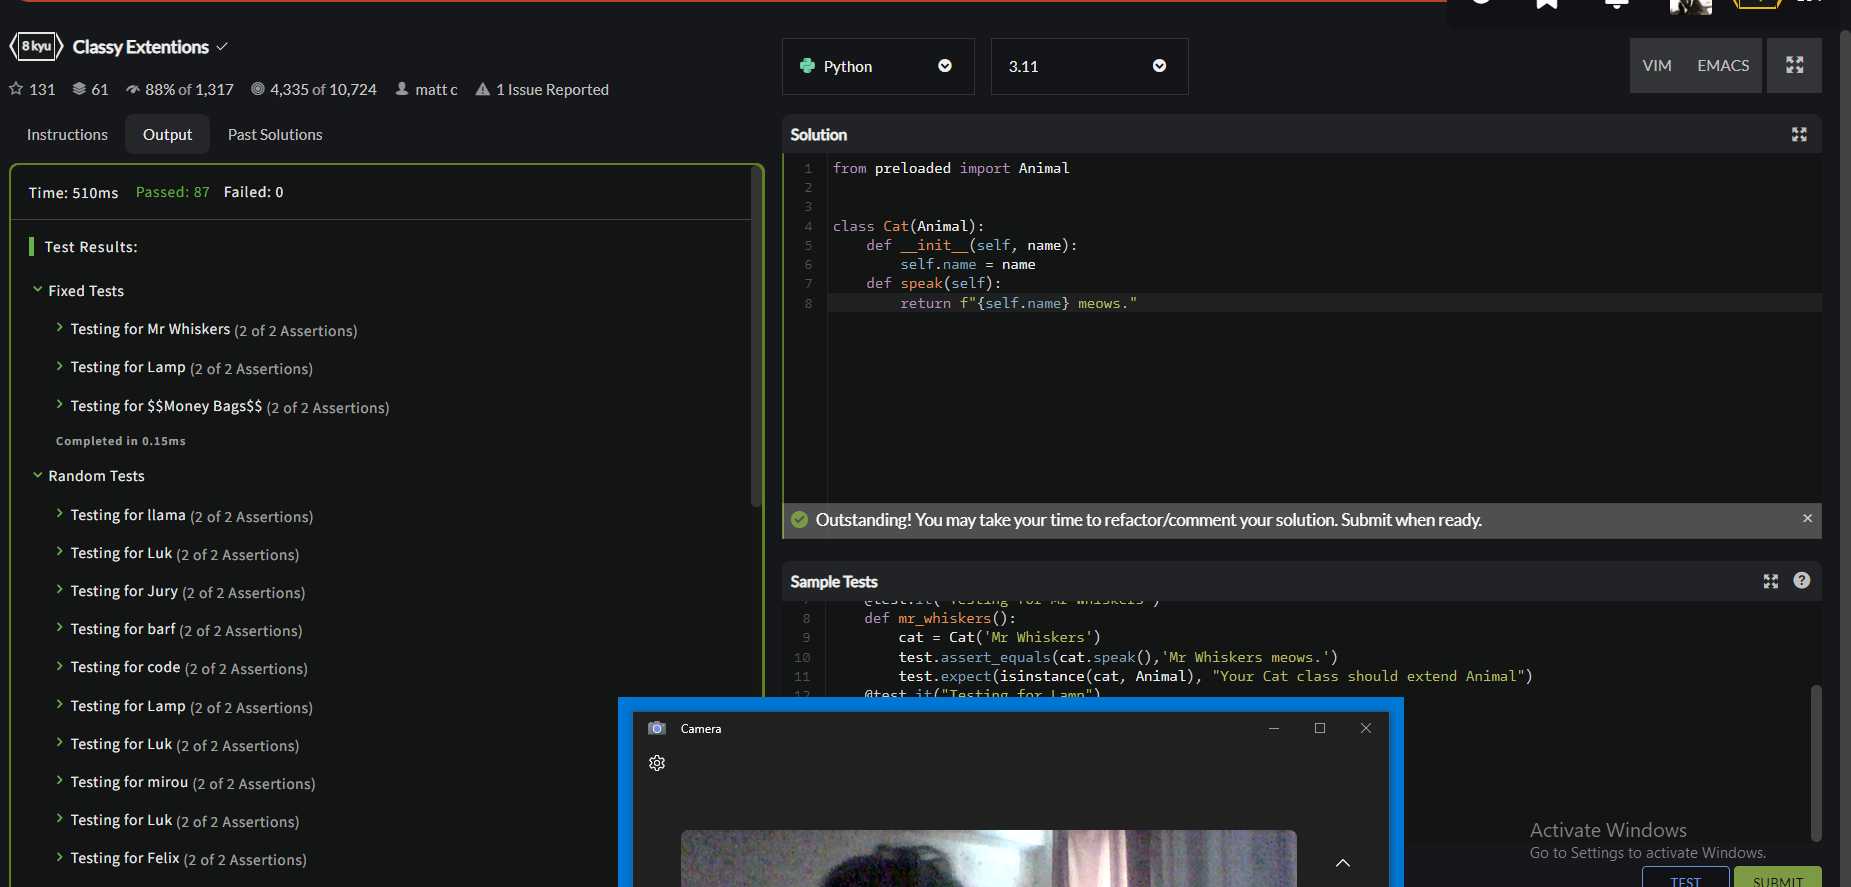 8 kyu Classy Extentions
131 61 88% of 1,317 4,335 of 10,724 matt c 1 Issue Reported
Instructions Output Past Solutions
Time: 510ms Passed: 87 Failed: 0
Test Results:
Fixed Tests
Testing for Mr Whiskers (2 of 2 Assertions)
Testing for Lamp (2 of 2 Assertions)
Testing for $$Money Bags$$ (2 of 2 Assertions)
Completed in 0.15ms
Random Tests
Testing for llama (2 of 2 Assertions)
Testing for Luk (2 of 2 Assertions)
Testing for Jury (2 of 2 Assertions)
Testing for barf (2 of 2 Assertions)
Testing for code (2 of 2 Assertions)
Testing for Lamp (2 of 2 Assertions)
Testing for Luk (2 of 2 Assertions)
Testing for mirou (2 of 2 Assertions)
Testing for Luk (2 of 2 Assertions)
Testing for Felix (2 of 2 Assertions)
Python 3.11 VIM EMACS
Solution
1 from preloaded import Animal
2
3
4 class Cat(Animal):
5 def __init__(self, name):
6 self.name = name
7 def speak(self):
8 return f"{self.name} meows."
Outstanding! You may take your time to refactor/comment your solution. Submit when ready.
Sample Tests
7 @test.it("Testing for Mr Whiskers")
8 def mr_whiskers():
9 cat = Cat('Mr Whiskers')
10 test.assert_equals(cat.speak(),'Mr Whiskers meows.')
11 test.expect(isinstance(cat, Animal), "Your Cat class should extend Animal")
12 @test.it("Testing for Lamp")
Camera
Activate Windows
Go to Settings to activate Windows.
TEST SUBMIT